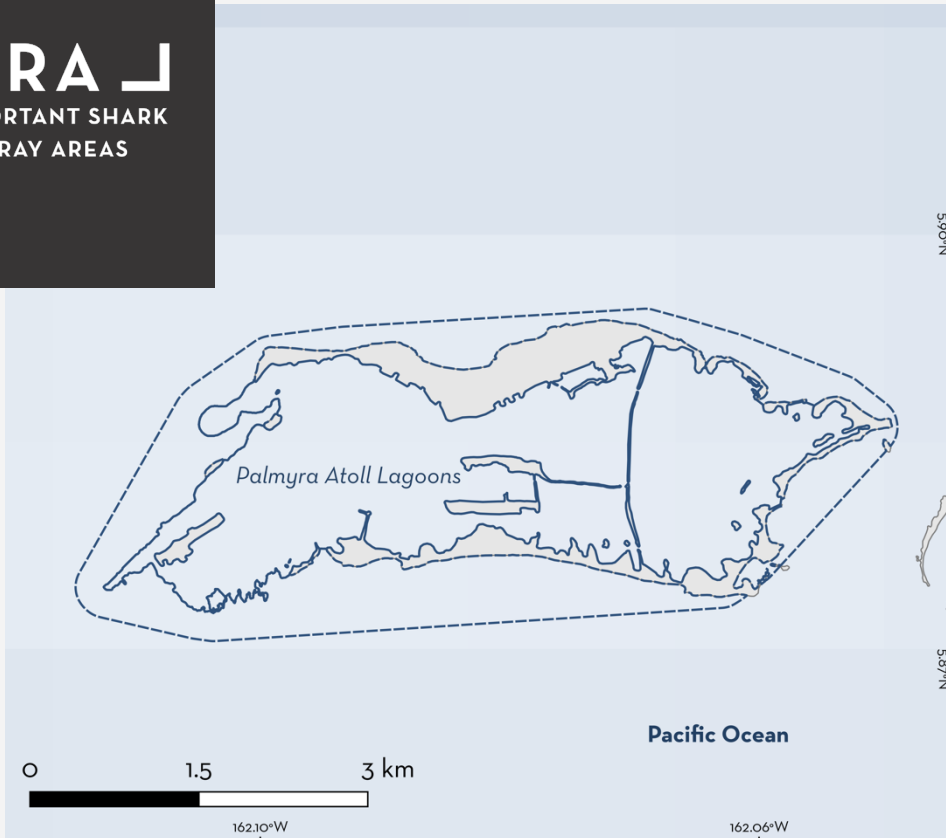 RA
ORTANT SHARK
RAY AREAS
5.90°N
Palmyra Atoll Lagoons
5.87°N
Pacific Ocean
0 1.5 3 km
162.10°W 162.06°W